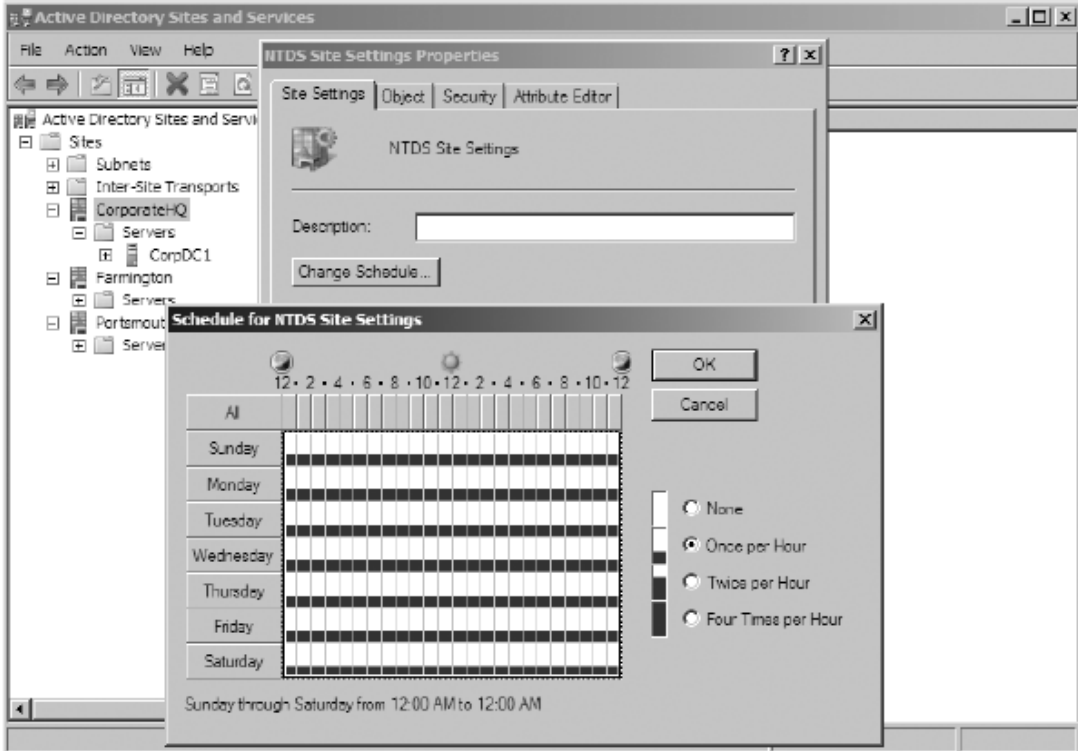 Active Directory Sites and Services
File Action View Help
NTDS Site Settings Properties
Site Settings Object Security Attribute Editor
Active Directory Sites and Servi
Sites
Subnets
Inter-Site Transports
CorporateHQ
Servers
CorpDC1
Farmington
Servers
Portsmout
Server
NTDS Site Settings
Description:
Change Schedule...
Schedule for NTDS Site Settings
12 • 2 • 4 • 6 • 8 • 10 • 12 • 2 • 4 • 6 • 8 • 10 • 12
All
Sunday
Monday
Tuesday
Wednesday
Thursday
Friday
Saturday
OK
Cancel
None
Once per Hour
Twice per Hour
Four Times per Hour
Sunday through Saturday from 12:00 AM to 12:00 AM